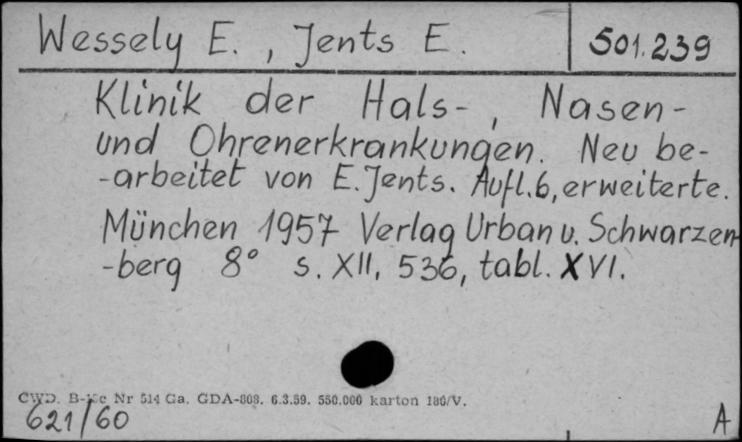 Wessely E., Jents E. 501.239
Klinik der Hals-, Nasen-
und Ohrenerkrankungen. Neu be-
-arbeitet von E. Jents. Aufl. 6, erweiterte.
München 1957 Verlag Urban u. Schwarzen-
-berg 8° s. XII, 536, tabl. XVI.
CWD. Nr 514 Ga. GDA-808. 6.3.59. 550.000 karton 180/V.
621/60 A